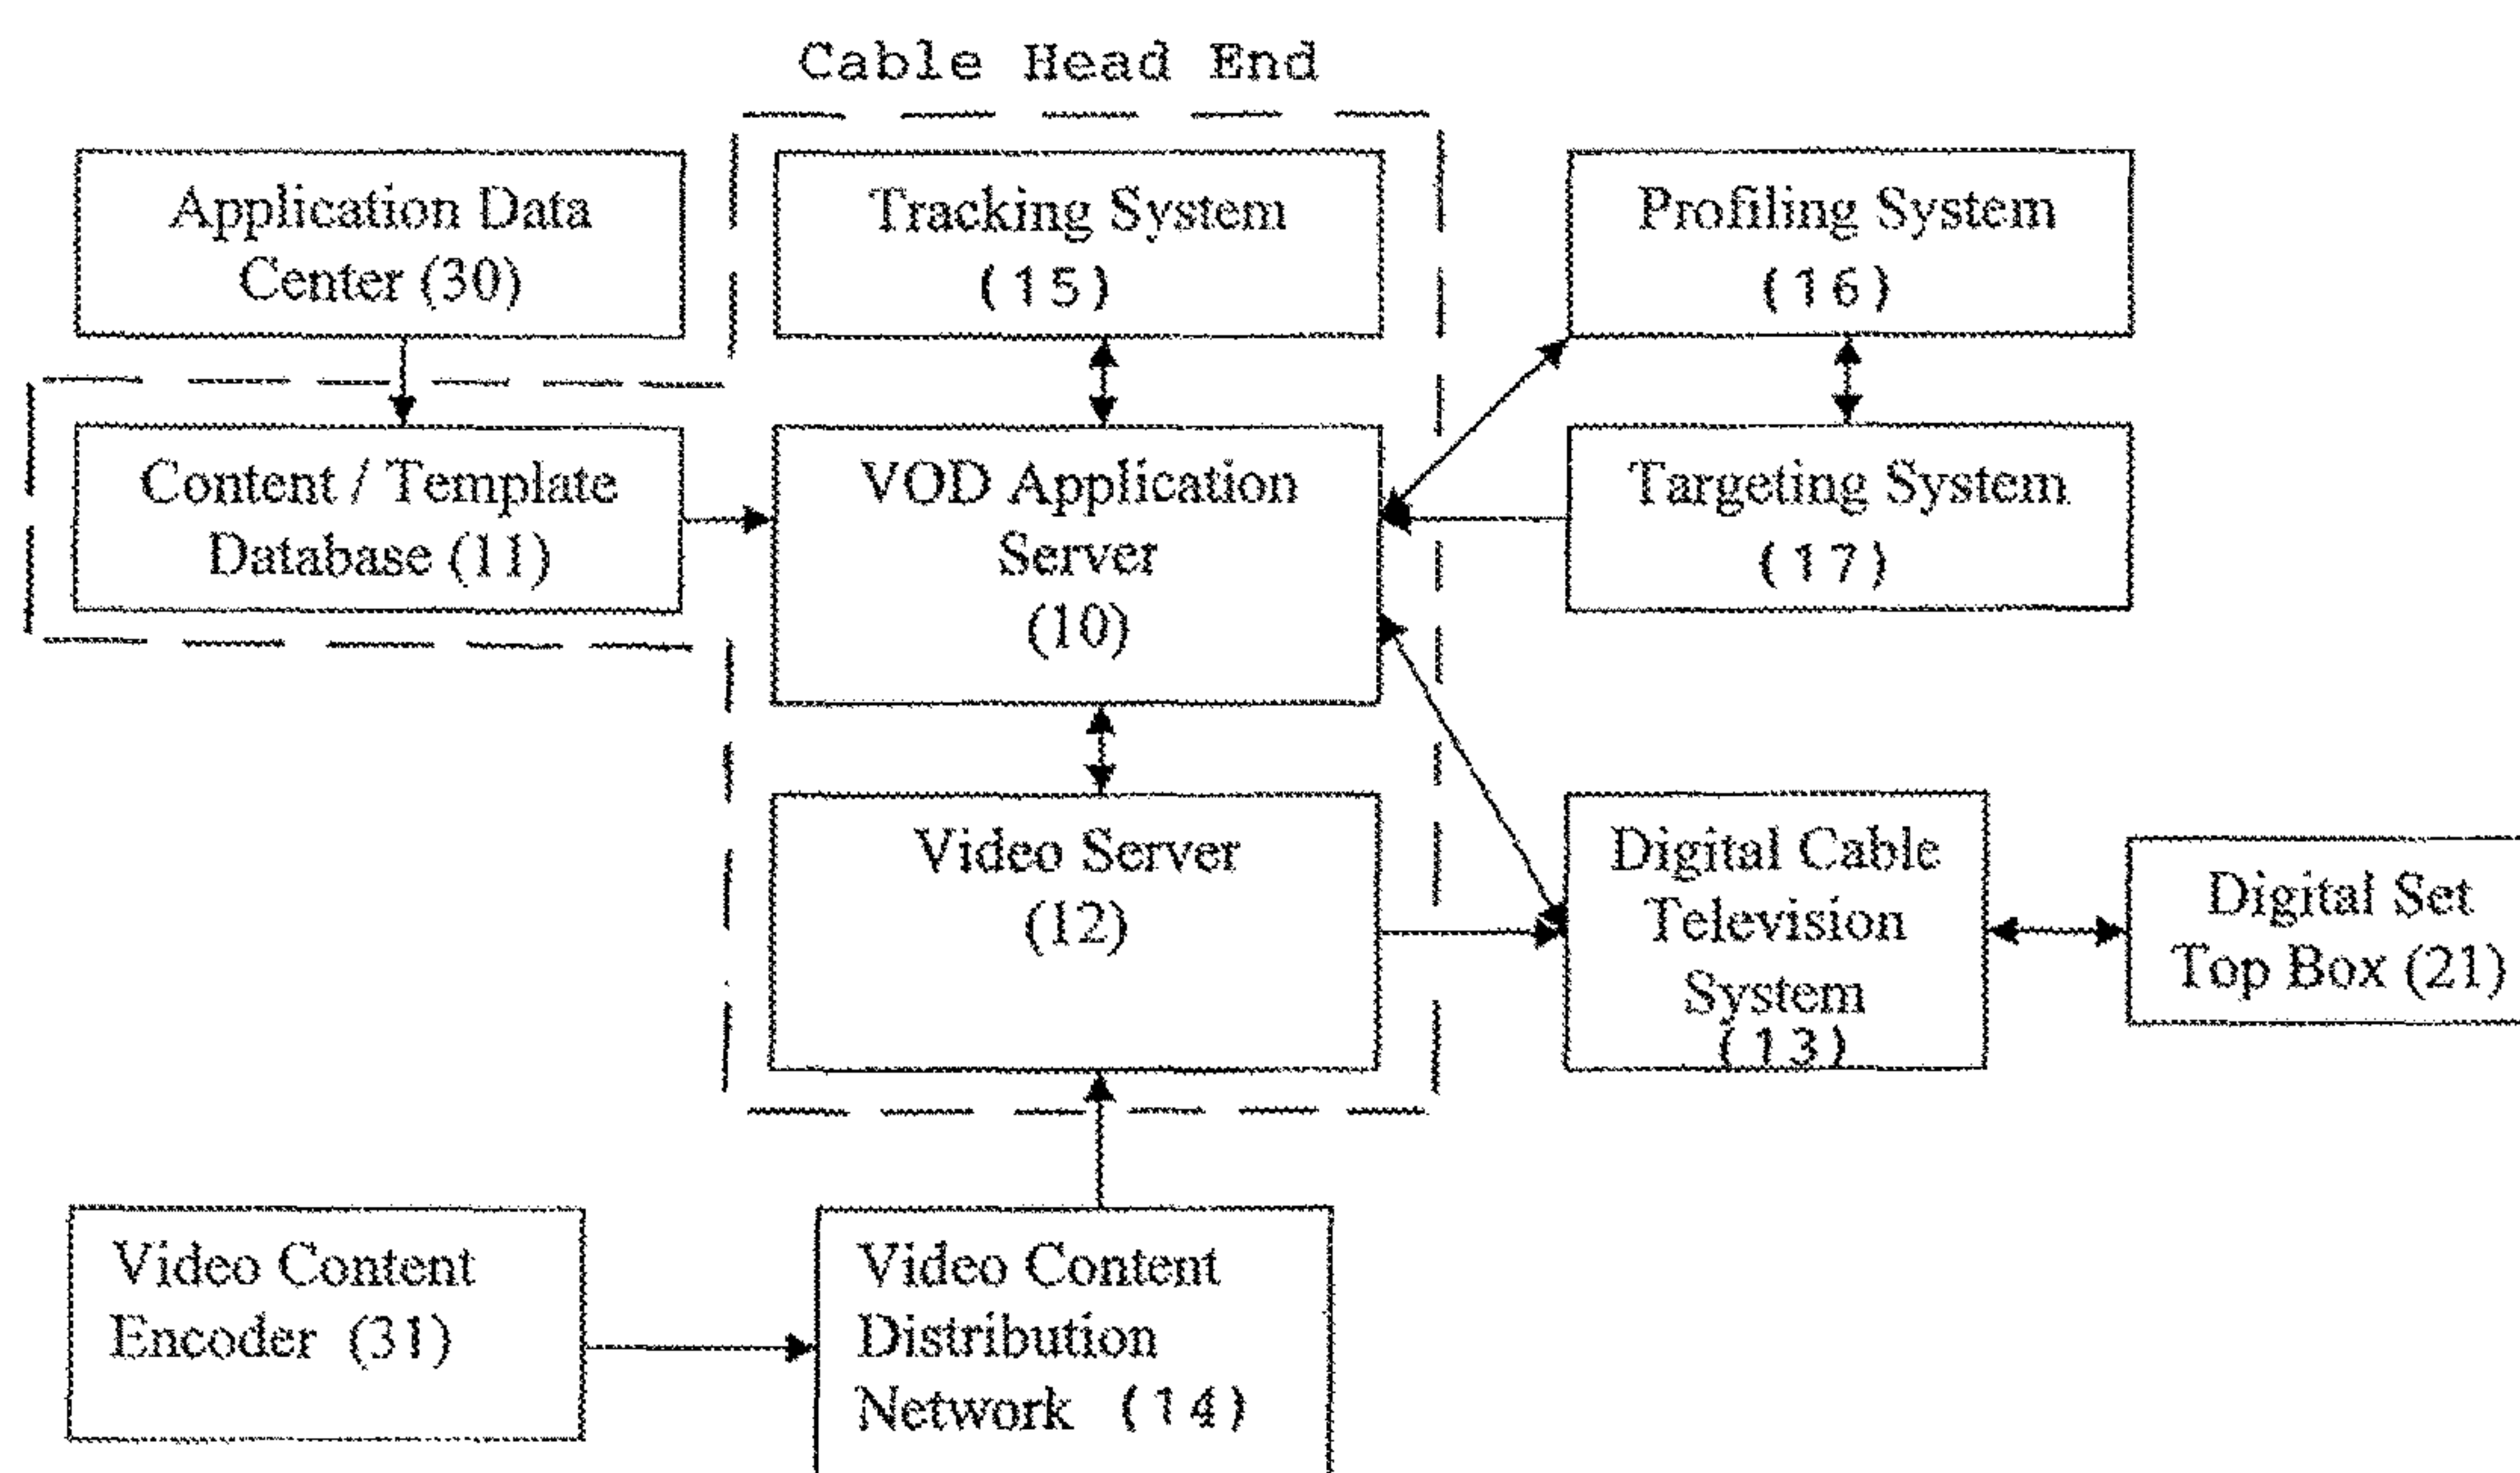 Cable Head End
Application Data
Center (30)
Tracking System
(15)
Profiling System
(16)
Content / Template
Database (11)
VOD Application
Server
(10)
Targeting System
(17)
Video Server
(12)
Digital Cable
Television
System
(13)
Digital Set
Top Box (21)
Video Content
Encoder (31)
Video Content
Distribution
Network (14)